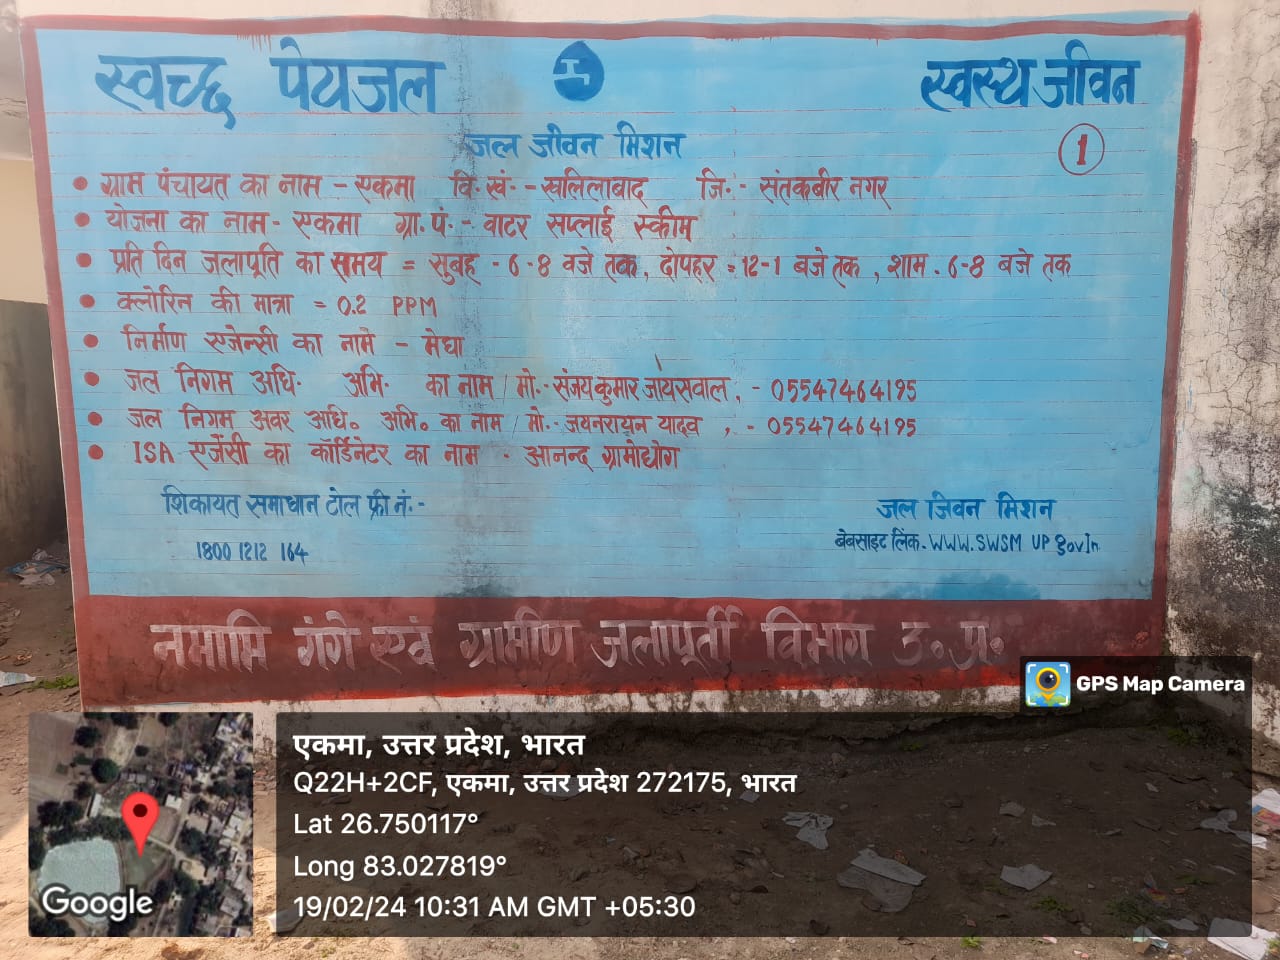 स्वच्छ पेयजल
स्वस्थ जीवन
जल जीवन मिशन
1
• ग्राम पंचायत का नाम - एकमा वि. खं. - खलिलाबाद जि. - संतकबीर नगर
• योजना का नाम - एकमा ग्रा. पं. - वाटर सप्लाई स्कीम
• प्रति दिन जलापूर्ति का समय = सुबह - 6-8 बजे तक, दोपहर = 12-1 बजे तक, शाम. 6-8 बजे तक
• क्लोरिन की मात्रा = 0.2 PPM
• निर्माण एजेन्सी का नाम - मेघा
• जल निगम अधि. अभि. का नाम / मो. - संजय कुमार जायसवाल, - 05547464195
• जल निगम अवर अधि० अभि० का नाम / मो. - जयनरायन यादव, - 05547464195
• ISA एजेंसी का कॉर्डिनेटर का नाम - आनन्द ग्रामोद्योग
शिकायत समाधान टोल फ्री नं. -
1800 1212 164
जल जिवन मिशन
बेबसाइट लिंक. WWW.SWSM UP gov In
नमामि गंगे एवं ग्रामीण जलापूर्ती विभाग उ. प्र.
GPS Map Camera
एकमा, उत्तर प्रदेश, भारत
Q22H+2CF, एकमा, उत्तर प्रदेश 272175, भारत
Lat 26.750117°
Long 83.027819°
19/02/24 10:31 AM GMT +05:30
Google